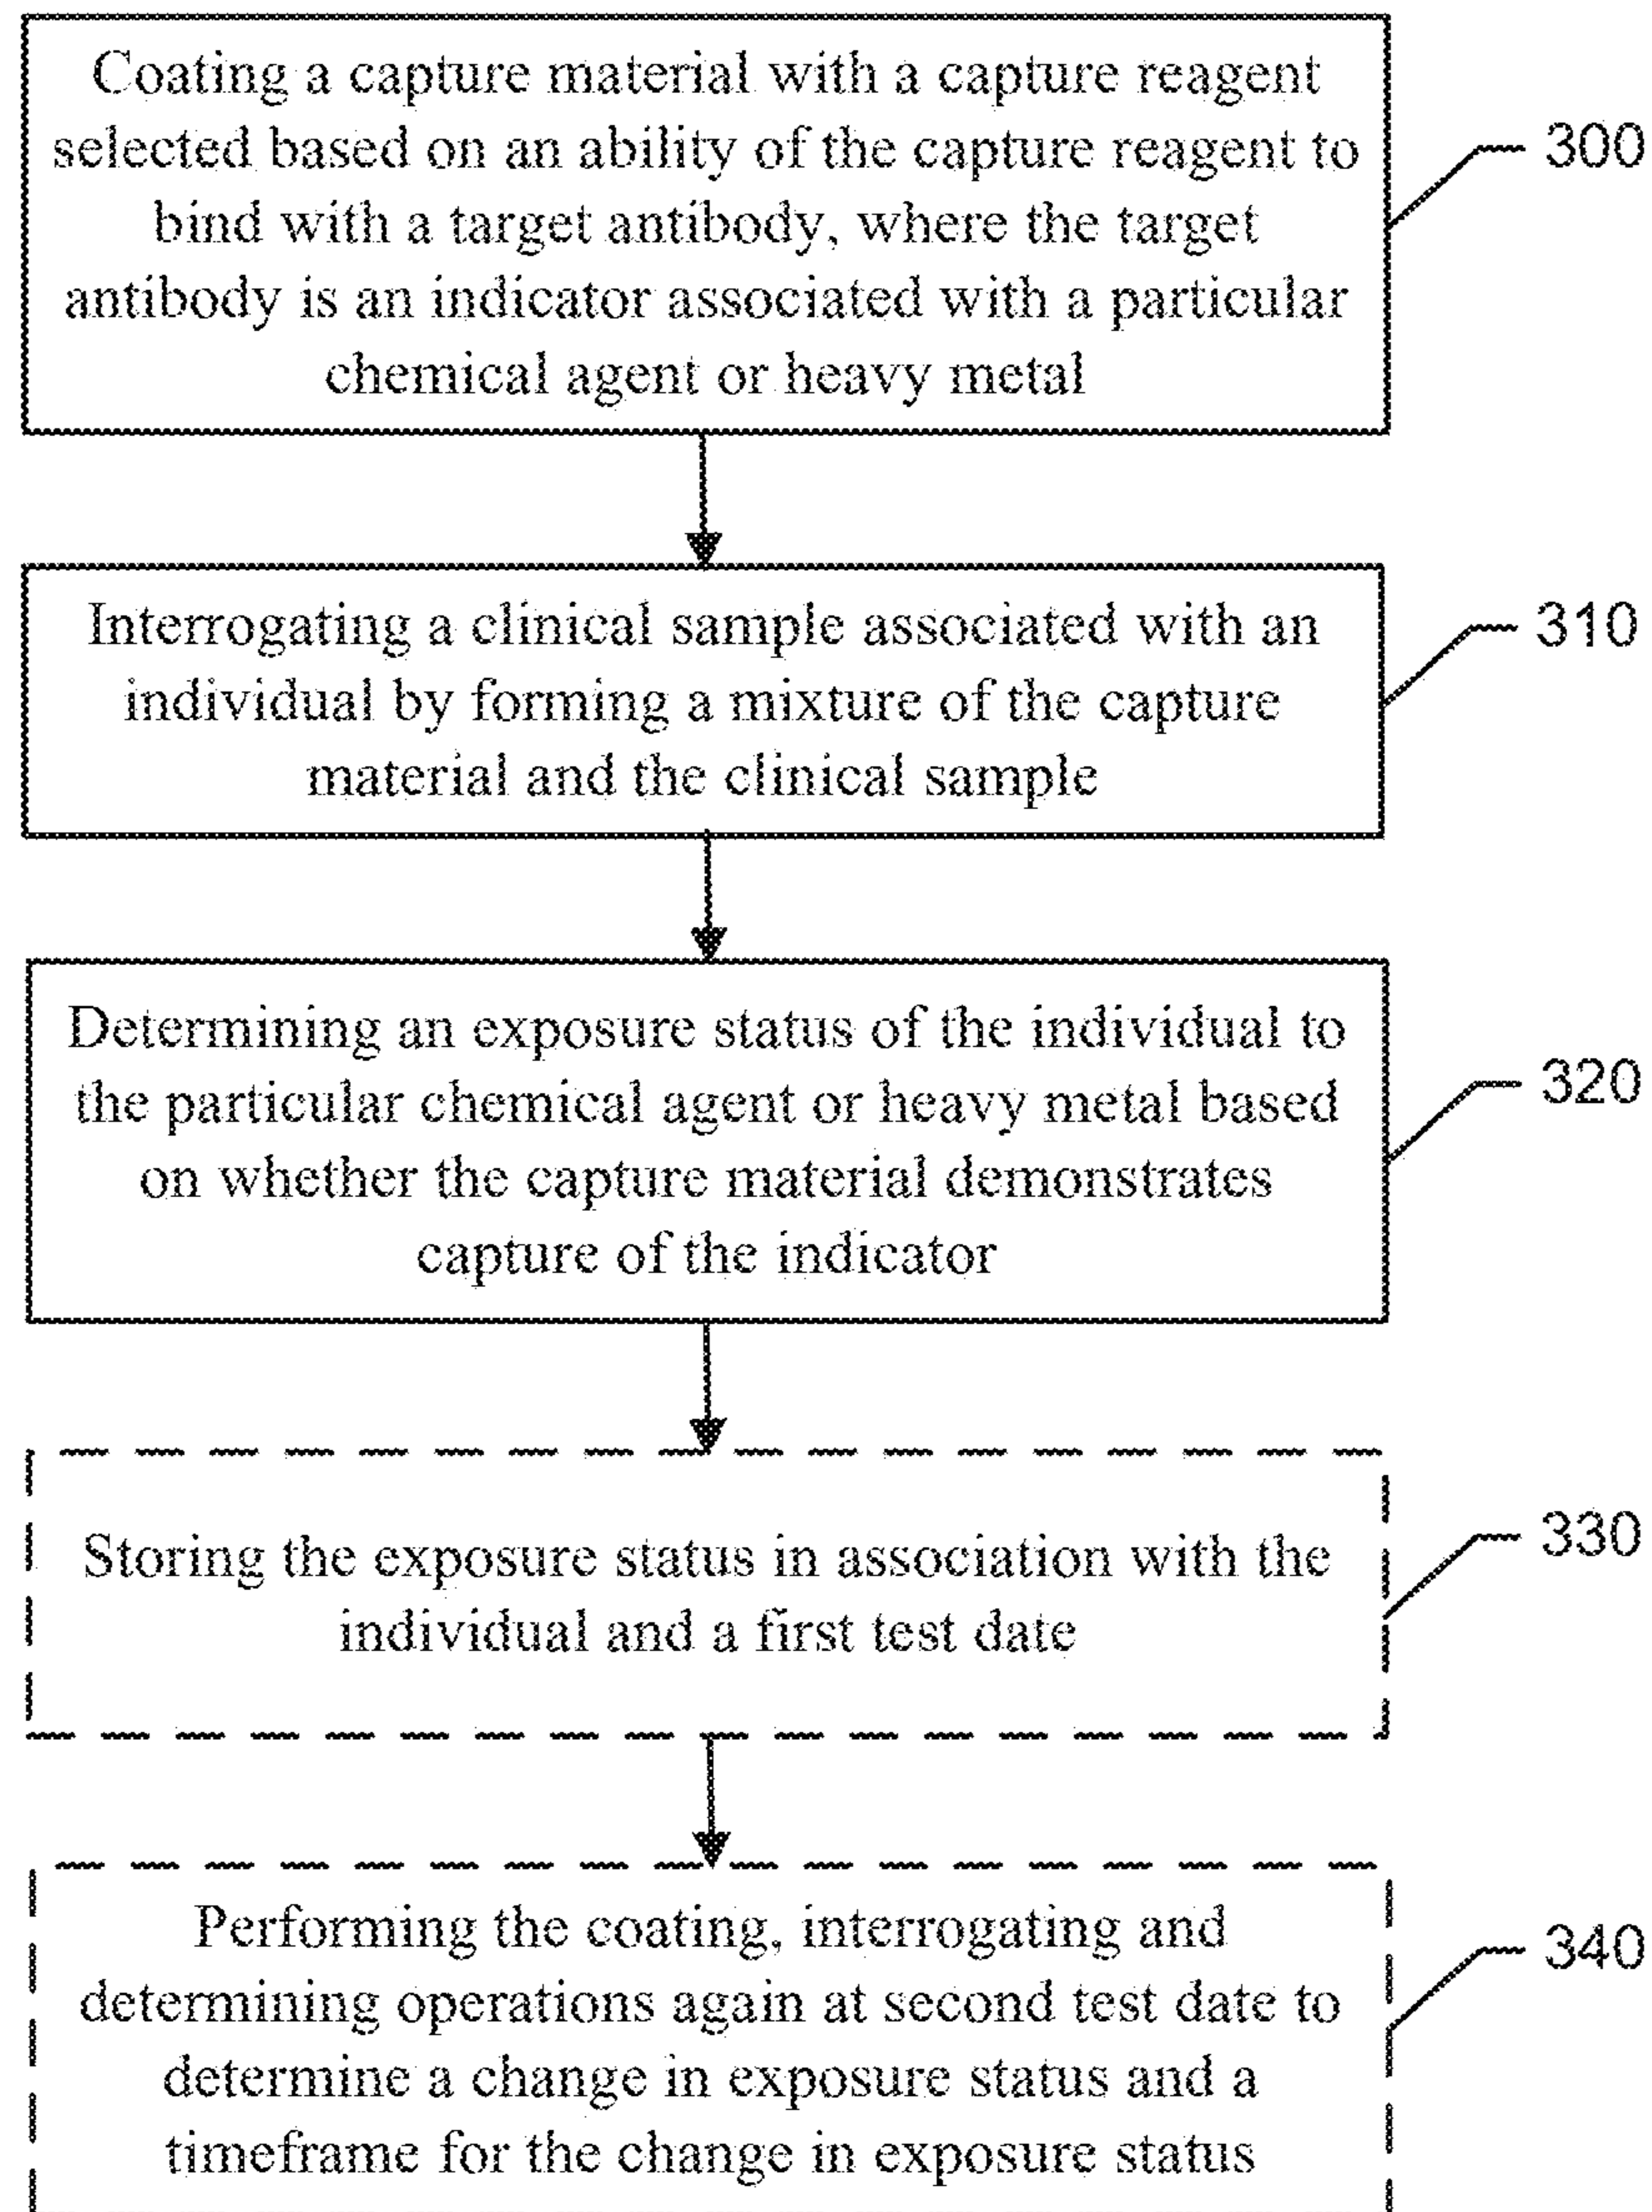 Coating a capture material with a capture reagent
selected based on an ability of the capture reagent to
bind with a target antibody, where the target
antibody is an indicator associated with a particular
chemical agent or heavy metal
300
Interrogating a clinical sample associated with an
individual by forming a mixture of the capture
material and the clinical sample
310
Determining an exposure status of the individual to
the particular chemical agent or heavy metal based
on whether the capture material demonstrates
capture of the indicator
320
Storing the exposure status in association with the
individual and a first test date
330
Performing the coating, interrogating and
determining operations again at second test date to
determine a change in exposure status and a
timeframe for the change in exposure status
340